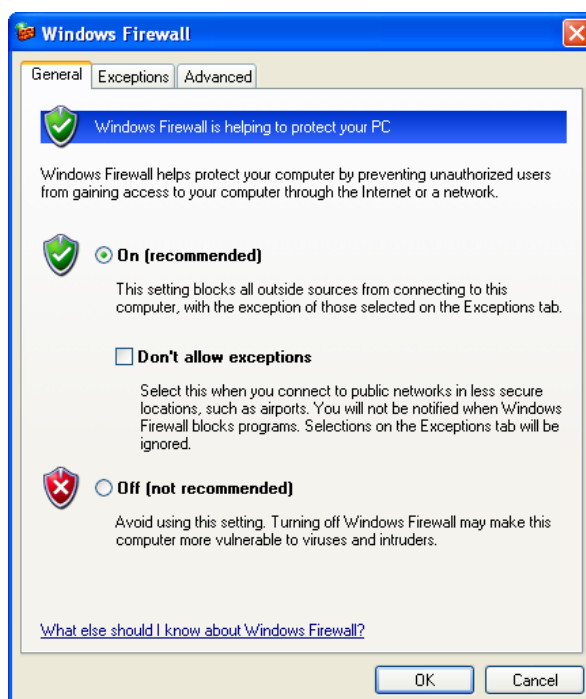 Windows Firewall
General Exceptions Advanced
Windows Firewall is helping to protect your PC
Windows Firewall helps protect your computer by preventing unauthorized users
from gaining access to your computer through the Internet or a network.
On (recommended)
This setting blocks all outside sources from connecting to this
computer, with the exception of those selected on the Exceptions tab.
Don't allow exceptions
Select this when you connect to public networks in less secure
locations, such as airports. You will not be notified when Windows
Firewall blocks programs. Selections on the Exceptions tab will be
ignored.
Off (not recommended)
Avoid using this setting. Turning off Windows Firewall may make this
computer more vulnerable to viruses and intruders.
What else should I know about Windows Firewall?
OK Cancel